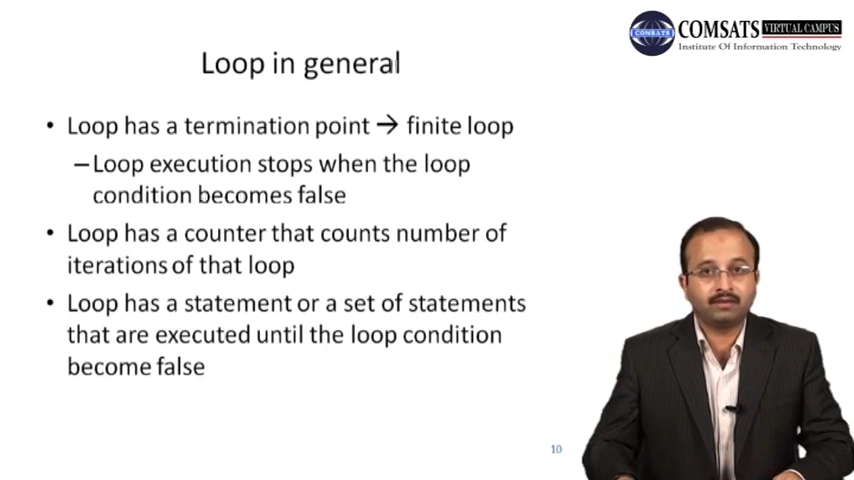 COMSATS
COMSATS VIRTUAL CAMPUS
Institute Of Information Technology
Loop in general
• Loop has a termination point → finite loop
– Loop execution stops when the loop
condition becomes false
• Loop has a counter that counts number of
iterations of that loop
• Loop has a statement or a set of statements
that are executed until the loop condition
become false
10